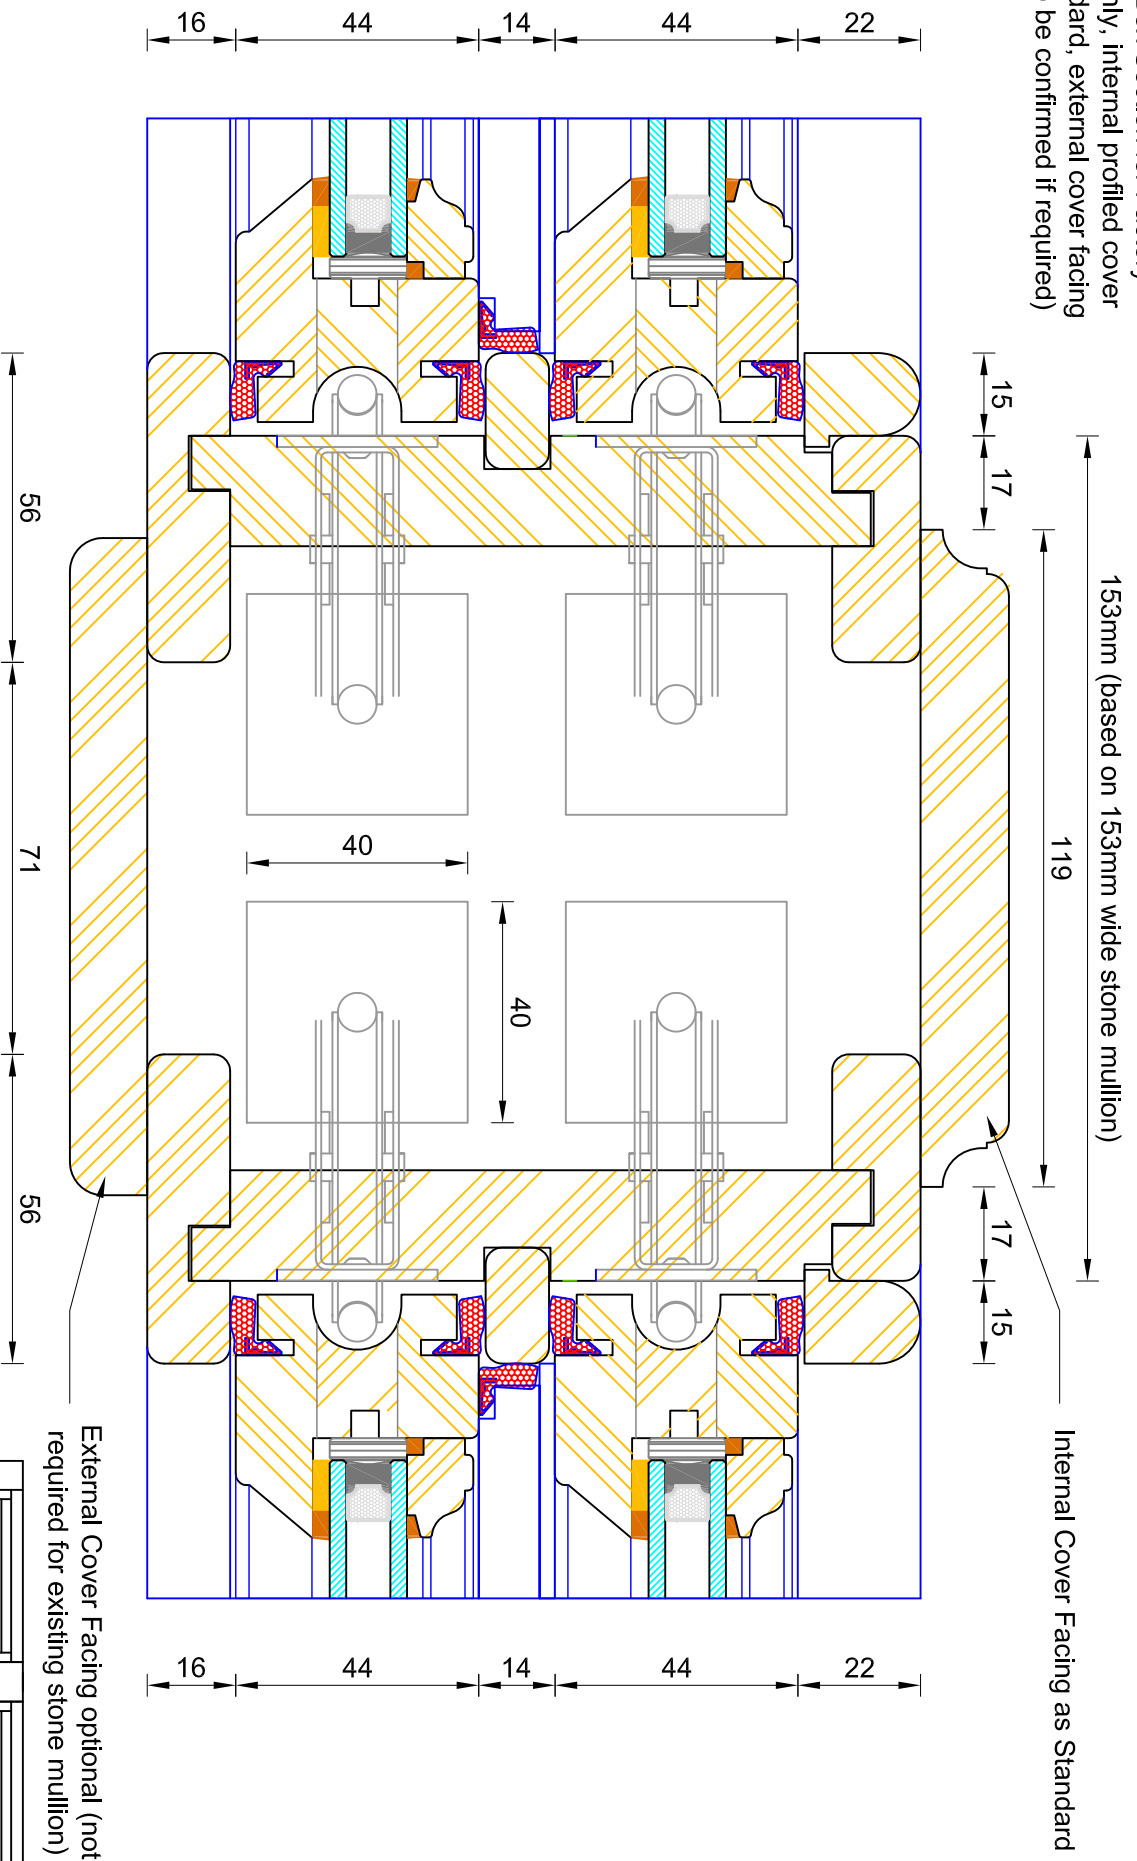 nly, internal profiled cover
dard, external cover facing
be confirmed if required)
153mm (based on 153mm wide stone mullion)
119
15
17
17
15
Internal Cover Facing as Standard
16
44
14
44
22
40
40
16
44
14
44
22
56
71
56
External Cover Facing optional (not
required for existing stone mullion)